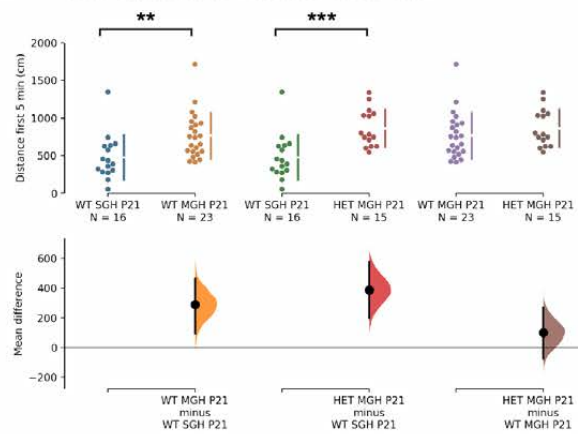 ** ***
2000
1500
1000
500
0
Distance first 5 min (cm)
WT SGH P21 WT MGH P21 WT SGH P21 HET MGH P21 WT MGH P21 HET MGH P21
N = 16 N = 23 N = 16 N = 15 N = 23 N = 15
600
400
200
0
−200
Mean difference
WT MGH P21 HET MGH P21 HET MGH P21
minus minus minus
WT SGH P21 WT SGH P21 WT MGH P21